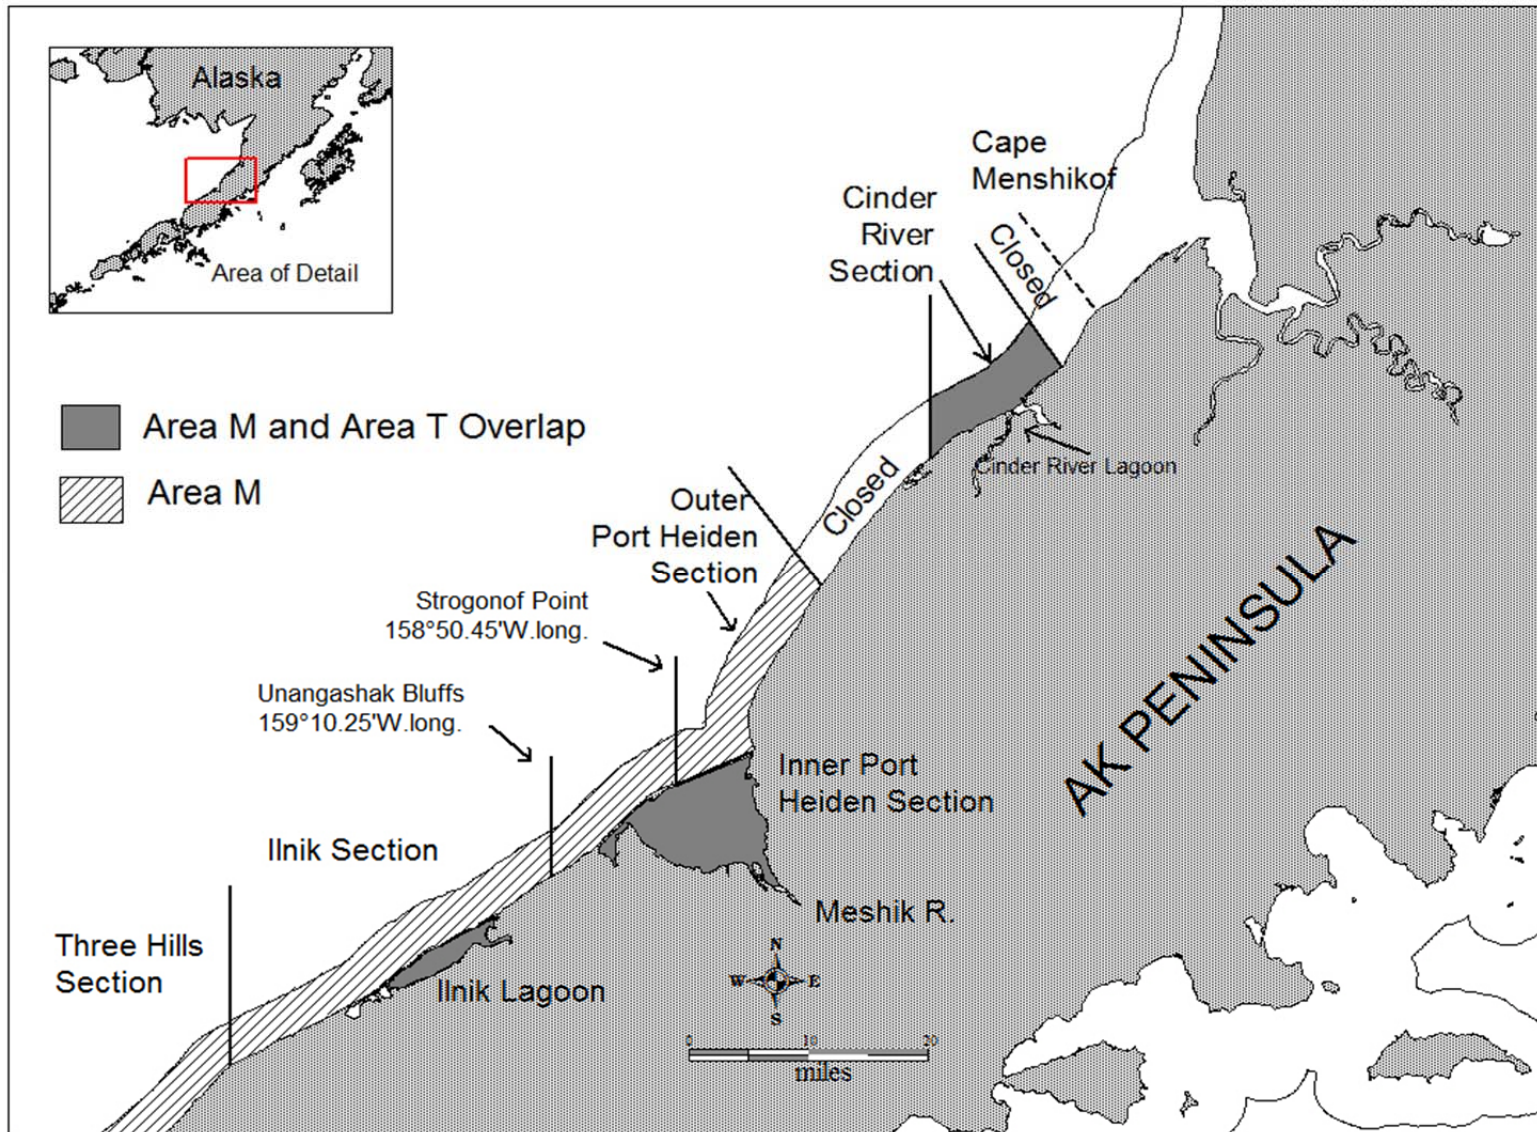 Alaska
Area of Detail
Area M and Area T Overlap
Area M
Cape
Menshikof
Closed
Cinder
River
Section
Cinder River Lagoon
Closed
Outer
Port Heiden
Section
Strogonof Point
158°50.45'W.long.
Unangashak Bluffs
159°10.25'W.long.
AK PENINSULA
Inner Port
Heiden Section
Ilnik Section
Meshik R.
Three Hills
Section
Ilnik Lagoon
N
W
E
S
0
10
20
miles